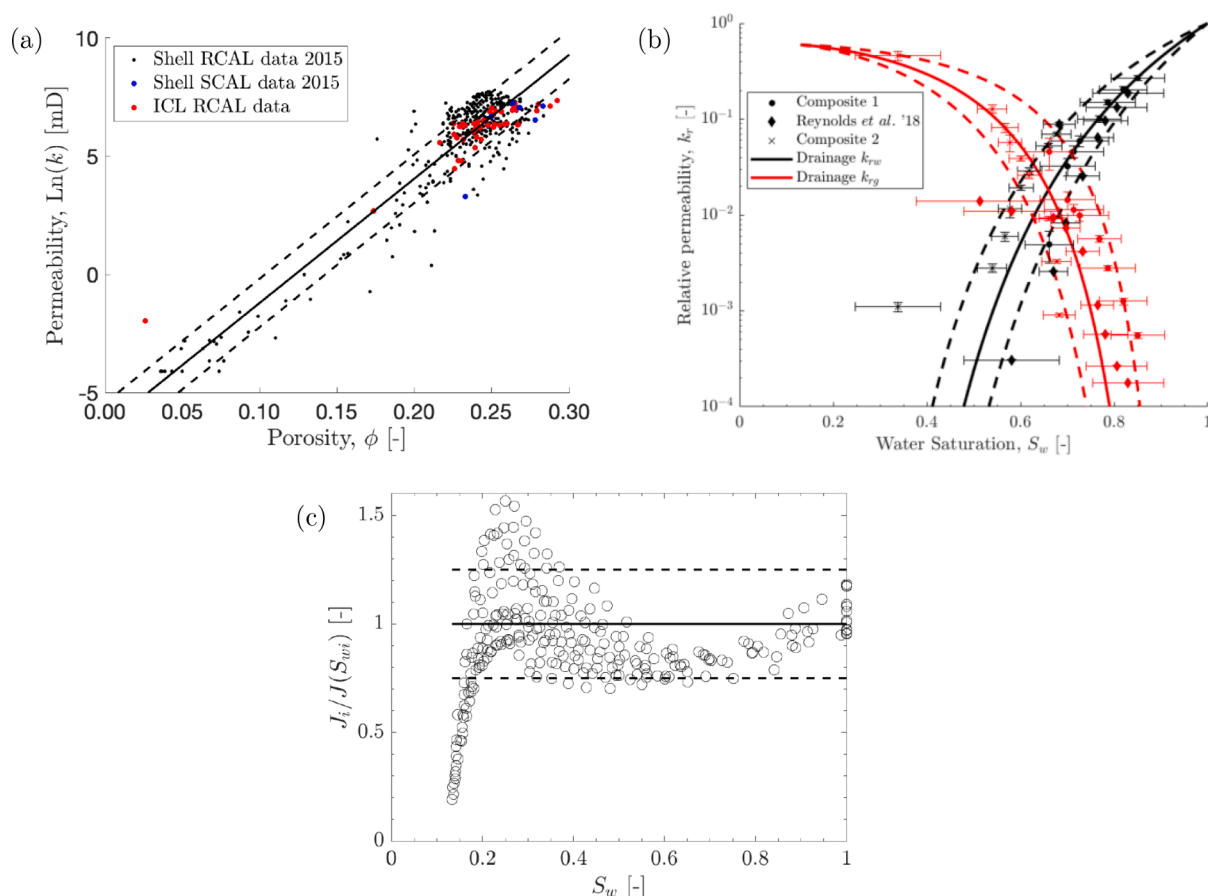 (a)
Permeability, Ln(k) [mD]
10
5
0
-5
Shell RCAL data 2015
Shell SCAL data 2015
ICL RCAL data
0.00
0.05
0.10
0.15
0.20
0.25
0.30
Porosity, ϕ [-]
(b)
Relative permeability, k_r [-]
10⁰
10⁻¹
10⁻²
10⁻³
10⁻⁴
Composite 1
Reynolds et al. '18
Composite 2
Drainage k_rw
Drainage k_rg
0
0.2
0.4
0.6
0.8
1
Water Saturation, S_w [-]
(c)
J_i/J(S_wi) [-]
1.5
1
0.5
0
0
0.2
0.4
0.6
0.8
1
S_w [-]